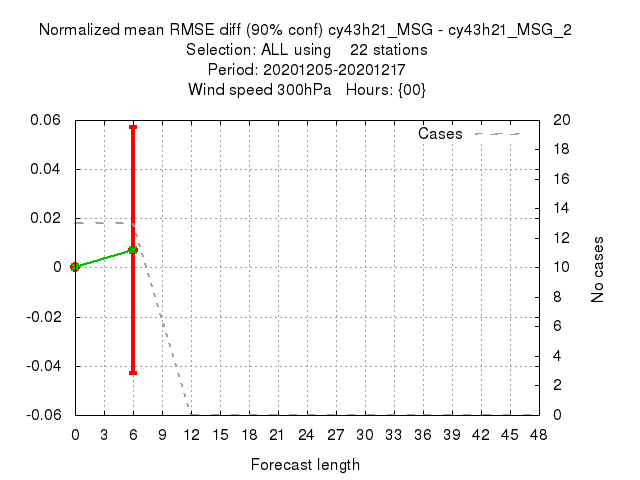 Normalized mean RMSE diff (90% conf) cy43h21_MSG - cy43h21_MSG_2
Selection: ALL using 22 stations
Period: 20201205-20201217
Wind speed 300hPa Hours: {00}
Cases
0.06
0.04
0.02
0
-0.02
-0.04
-0.06
20
18
16
14
12
10
8
6
4
2
0
No cases
0 3 6 9 12 15 18 21 24 27 30 33 36 39 42 45 48
Forecast length